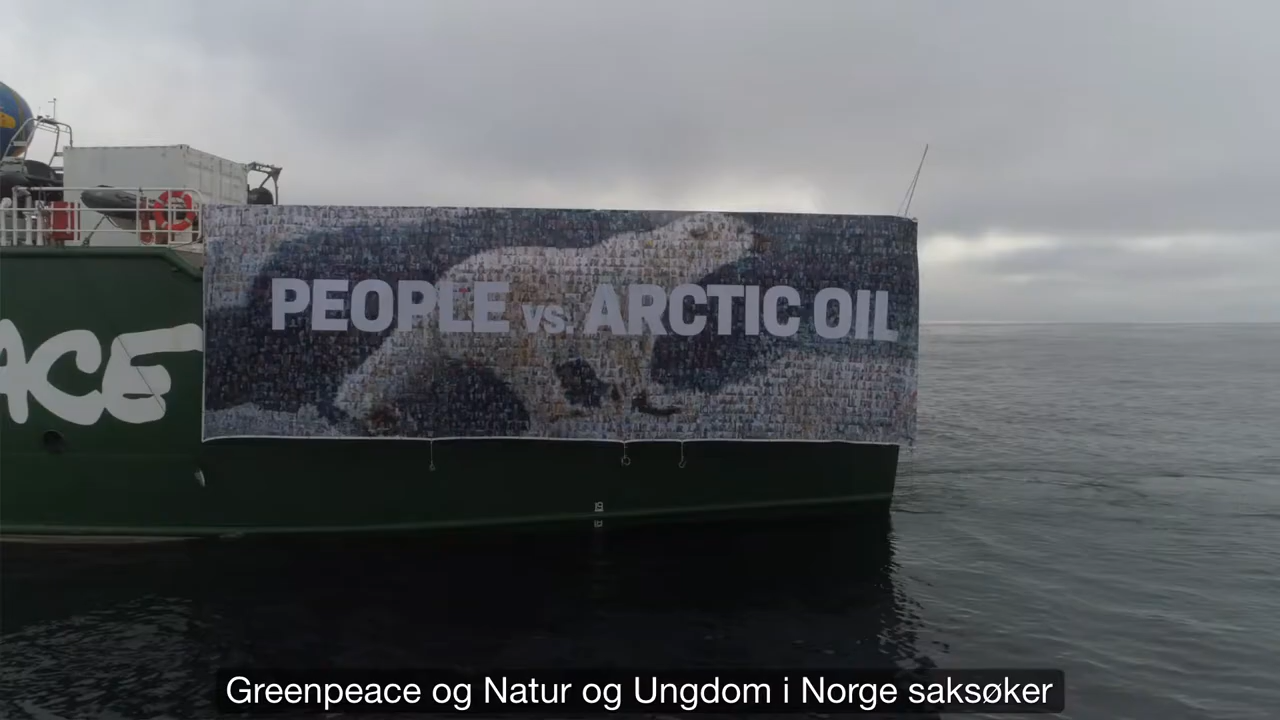 PEOPLE vs. ARCTIC OIL
ACE
Greenpeace og Natur og Ungdom i Norge saksøker